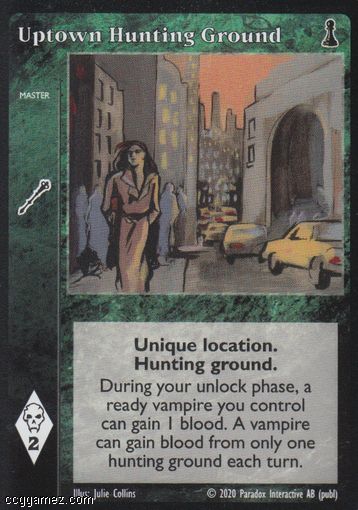 Uptown Hunting Ground
MASTER
Unique location.
Hunting ground.
During your unlock phase, a
ready vampire you control
can gain 1 blood. A vampire
can gain blood from only one
hunting ground each turn.
2
Illus: Julie Collins
© 2020 Paradox Interactive AB (publ)
ccggamez.com